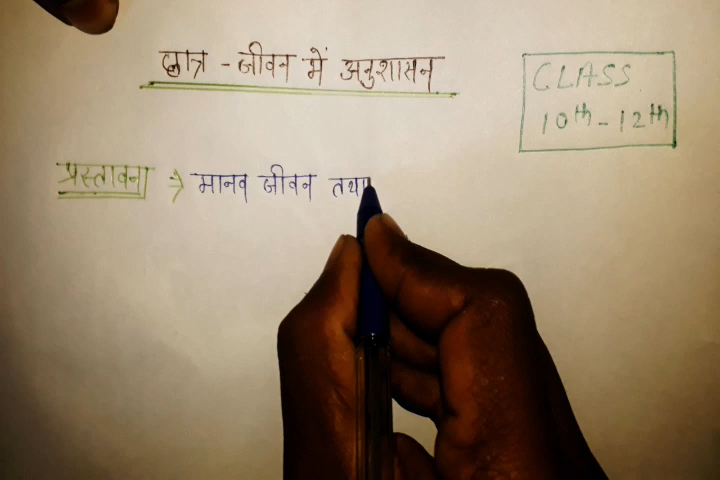 छात्र - जीवन में अनुशासन
CLASS
10th - 12th
प्रस्तावना → मानव जीवन तथा